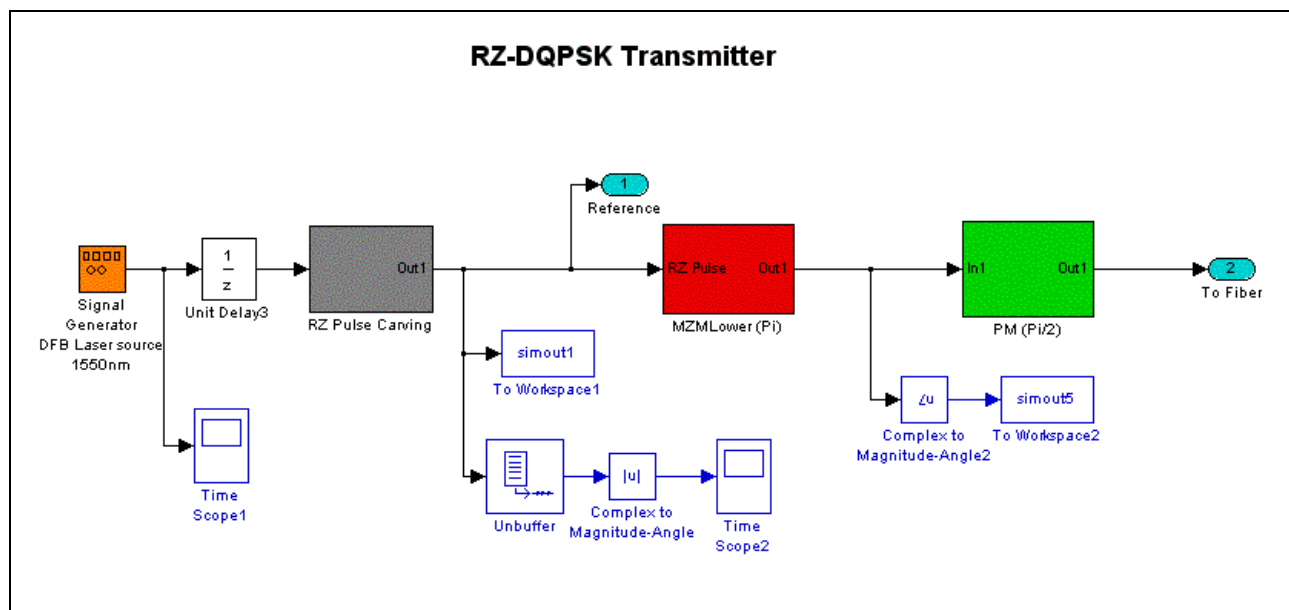 RZ-DQPSK Transmitter
1
Reference
Signal
Generator
DFB Laser source
1550nm
1
z
Unit Delay3
Out1
RZ Pulse Carving
RZ Pulse
Out1
MZMLower (Pi)
In1
Out1
PM (Pi/2)
2
To Fiber
simout1
To Workspace1
∠u
Complex to
Magnitude-Angle2
simout5
To Workspace2
Time
Scope1
Unbuffer
|u|
Complex to
Magnitude-Angle
Time
Scope2